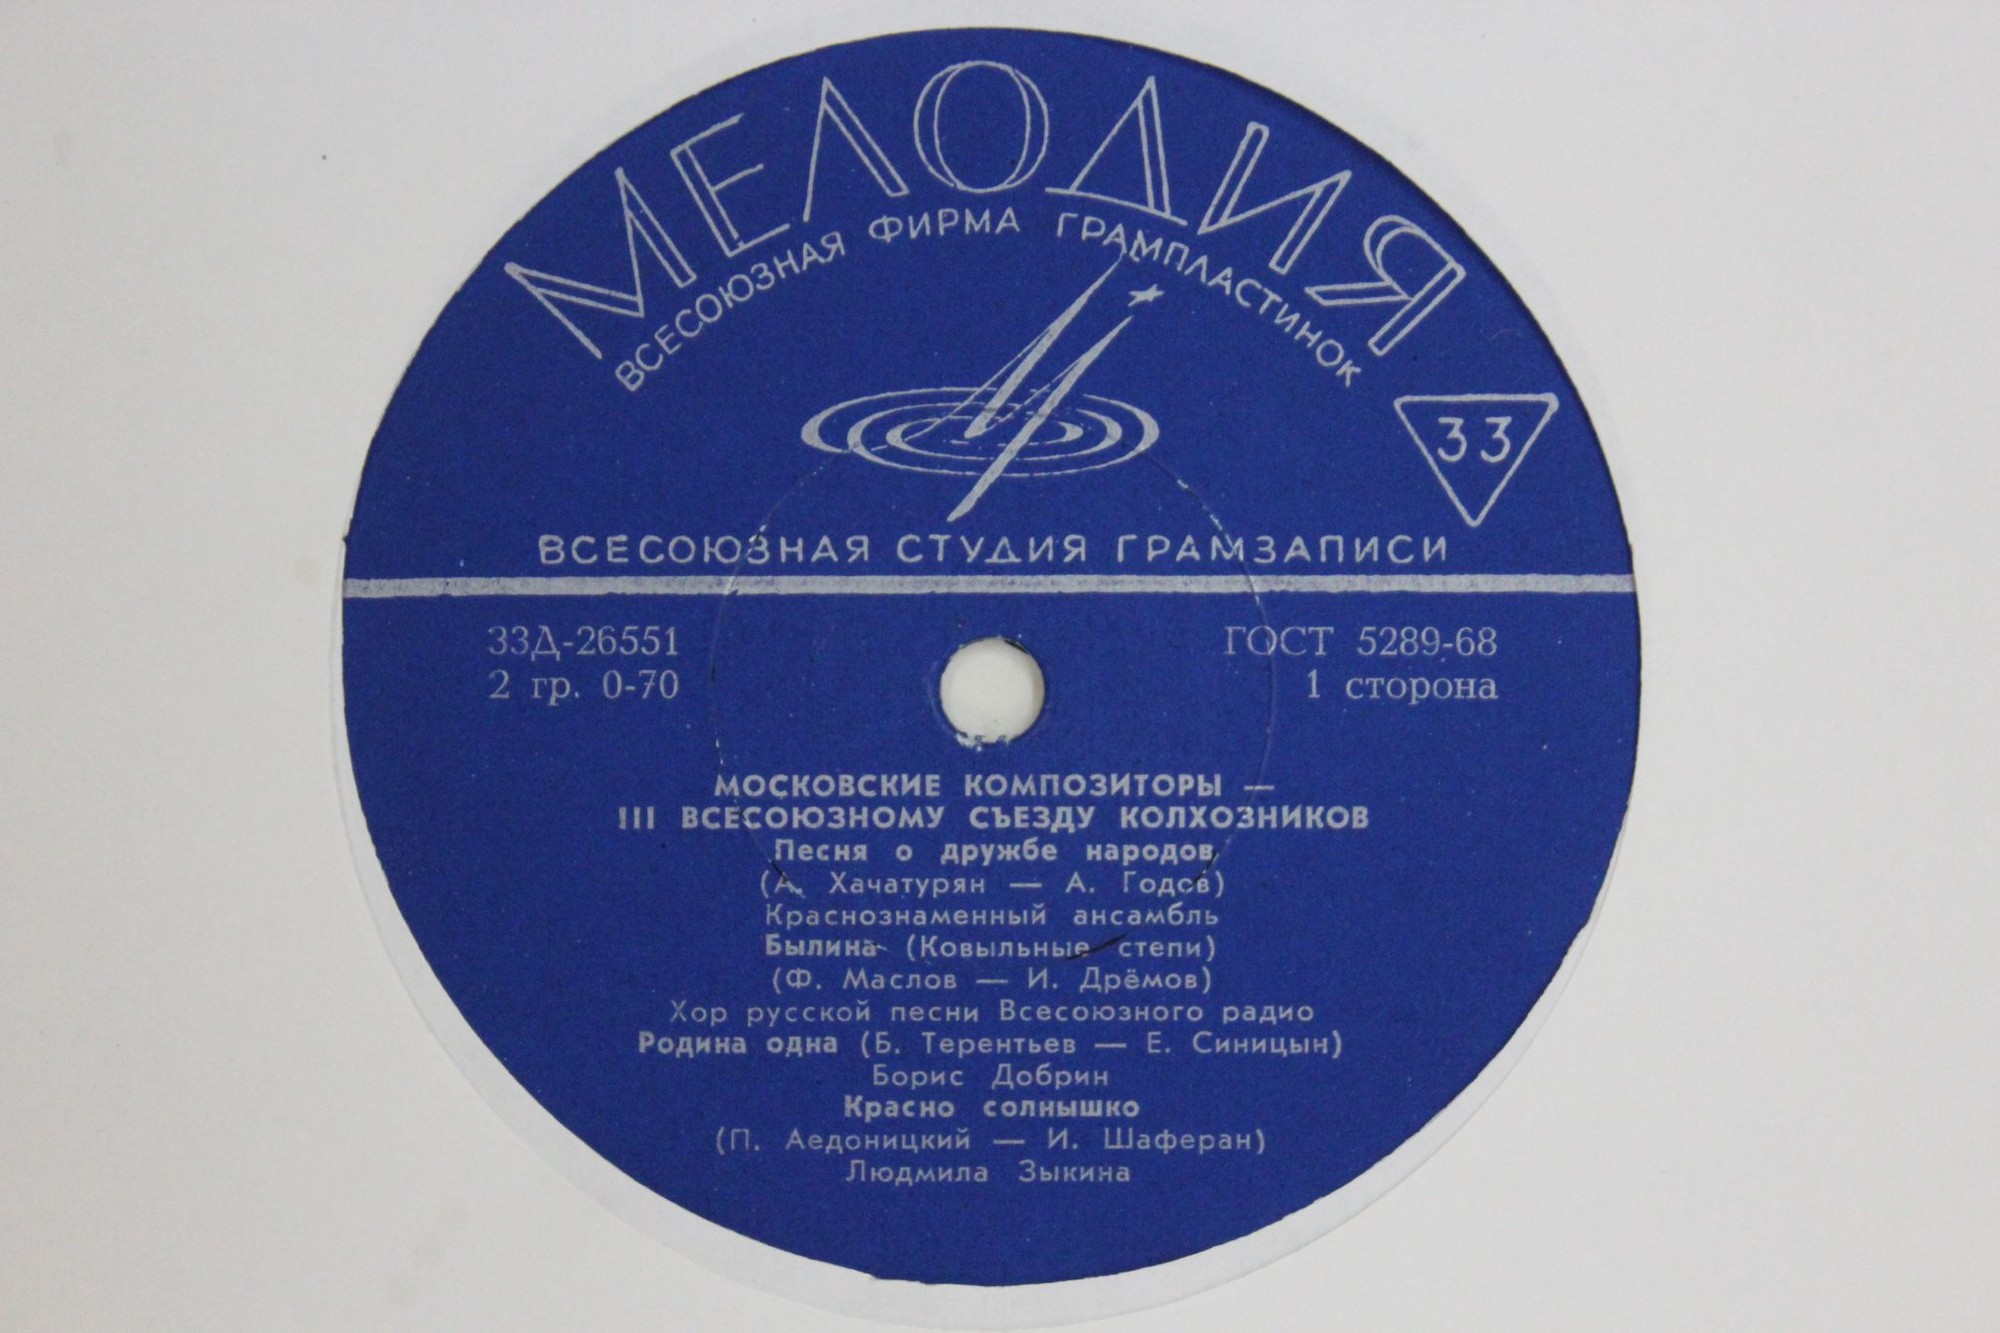 МЕЛОДИЯ
ВСЕСОЮЗНАЯ ФИРМА ГРАМПЛАСТИНОК
33
ВСЕСОЮЗНАЯ СТУДИЯ ГРАМЗАПИСИ
33Д-26551
2 гр. 0-70
ГОСТ 5289-68
1 сторона
МОСКОВСКИЕ КОМПОЗИТОРЫ —
III ВСЕСОЮЗНОМУ СЪЕЗДУ КОЛХОЗНИКОВ
Песня о дружбе народов
(А. Хачатурян — А. Годов)
Краснознаменный ансамбль
Былина (Ковыльные степи)
(Ф. Маслов — И. Дрёмов)
Хор русской песни Всесоюзного радио
Родина одна (Б. Терентьев — Е. Синицын)
Борис Добрин
Красно солнышко
(П. Аедоницкий — И. Шаферан)
Людмила Зыкина